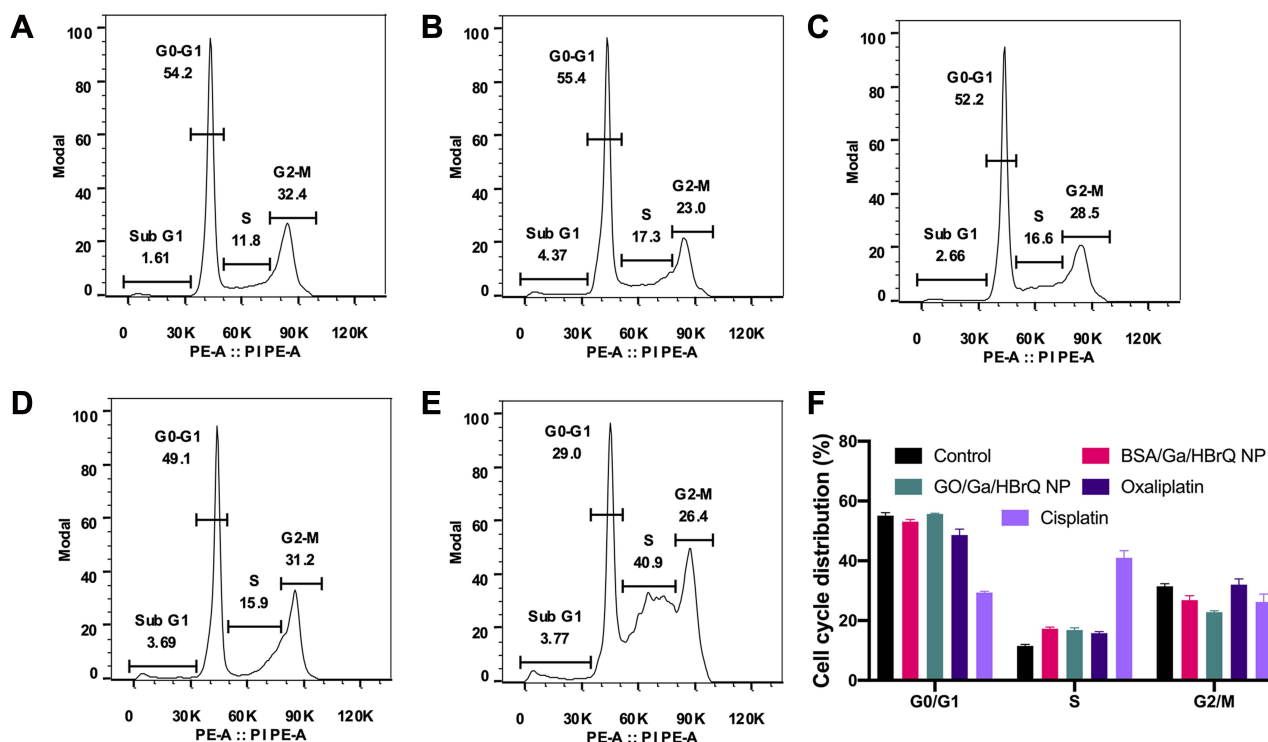 A
100
80
60
40
20
0
Modal
G0-G1
54.2
G2-M
32.4
S
11.8
Sub G1
1.61
0 30K 60K 90K 120K
PE-A :: PI PE-A
B
100
80
60
40
20
0
Modal
G0-G1
55.4
G2-M
23.0
S
17.3
Sub G1
4.37
0 30K 60K 90K 120K
PE-A :: PI PE-A
C
100
80
60
40
20
0
Modal
G0-G1
52.2
G2-M
28.5
S
16.6
Sub G1
2.66
0 30K 60K 90K 120K
PE-A :: PI PE-A
D
100
80
60
40
20
0
Modal
G0-G1
49.1
G2-M
31.2
S
15.9
Sub G1
3.69
0 30K 60K 90K 120K
PE-A :: PI PE-A
E
100
80
60
40
20
0
Modal
G0-G1
29.0
G2-M
26.4
S
40.9
Sub G1
3.77
0 30K 60K 90K 120K
PE-A :: PI PE-A
F
80
60
40
20
0
Cell cycle distribution (%)
Control
BSA/Ga/HBrQ NP
GO/Ga/HBrQ NP
Oxaliplatin
Cisplatin
G0/G1 S G2/M